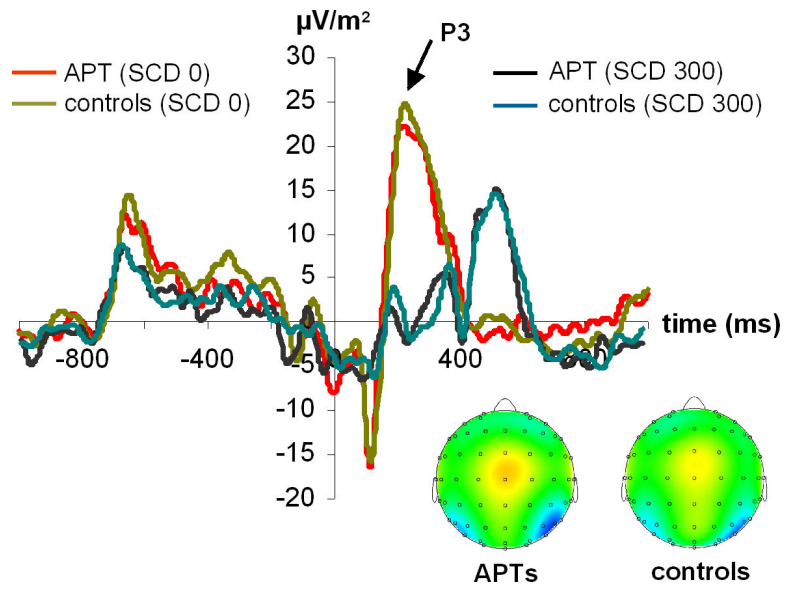 µV/m²
P3
APT (SCD 0)
controls (SCD 0)
APT (SCD 300)
controls (SCD 300)
30
25
20
15
10
5
-5
-10
-15
-20
-800
-400
400
time (ms)
APTs
controls